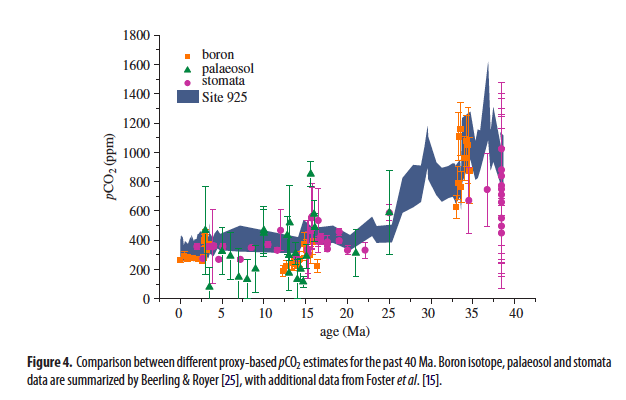 1800
1600
1400
1200
1000
800
600
400
200
0
pCO2 (ppm)
boron
palaeosol
stomata
Site 925
0 5 10 15 20 25 30 35 40
age (Ma)
Figure 4. Comparison between different proxy-based pCO2 estimates for the past 40 Ma. Boron isotope, palaeosol and stomata
data are summarized by Beerling & Royer [25], with additional data from Foster et al. [15].